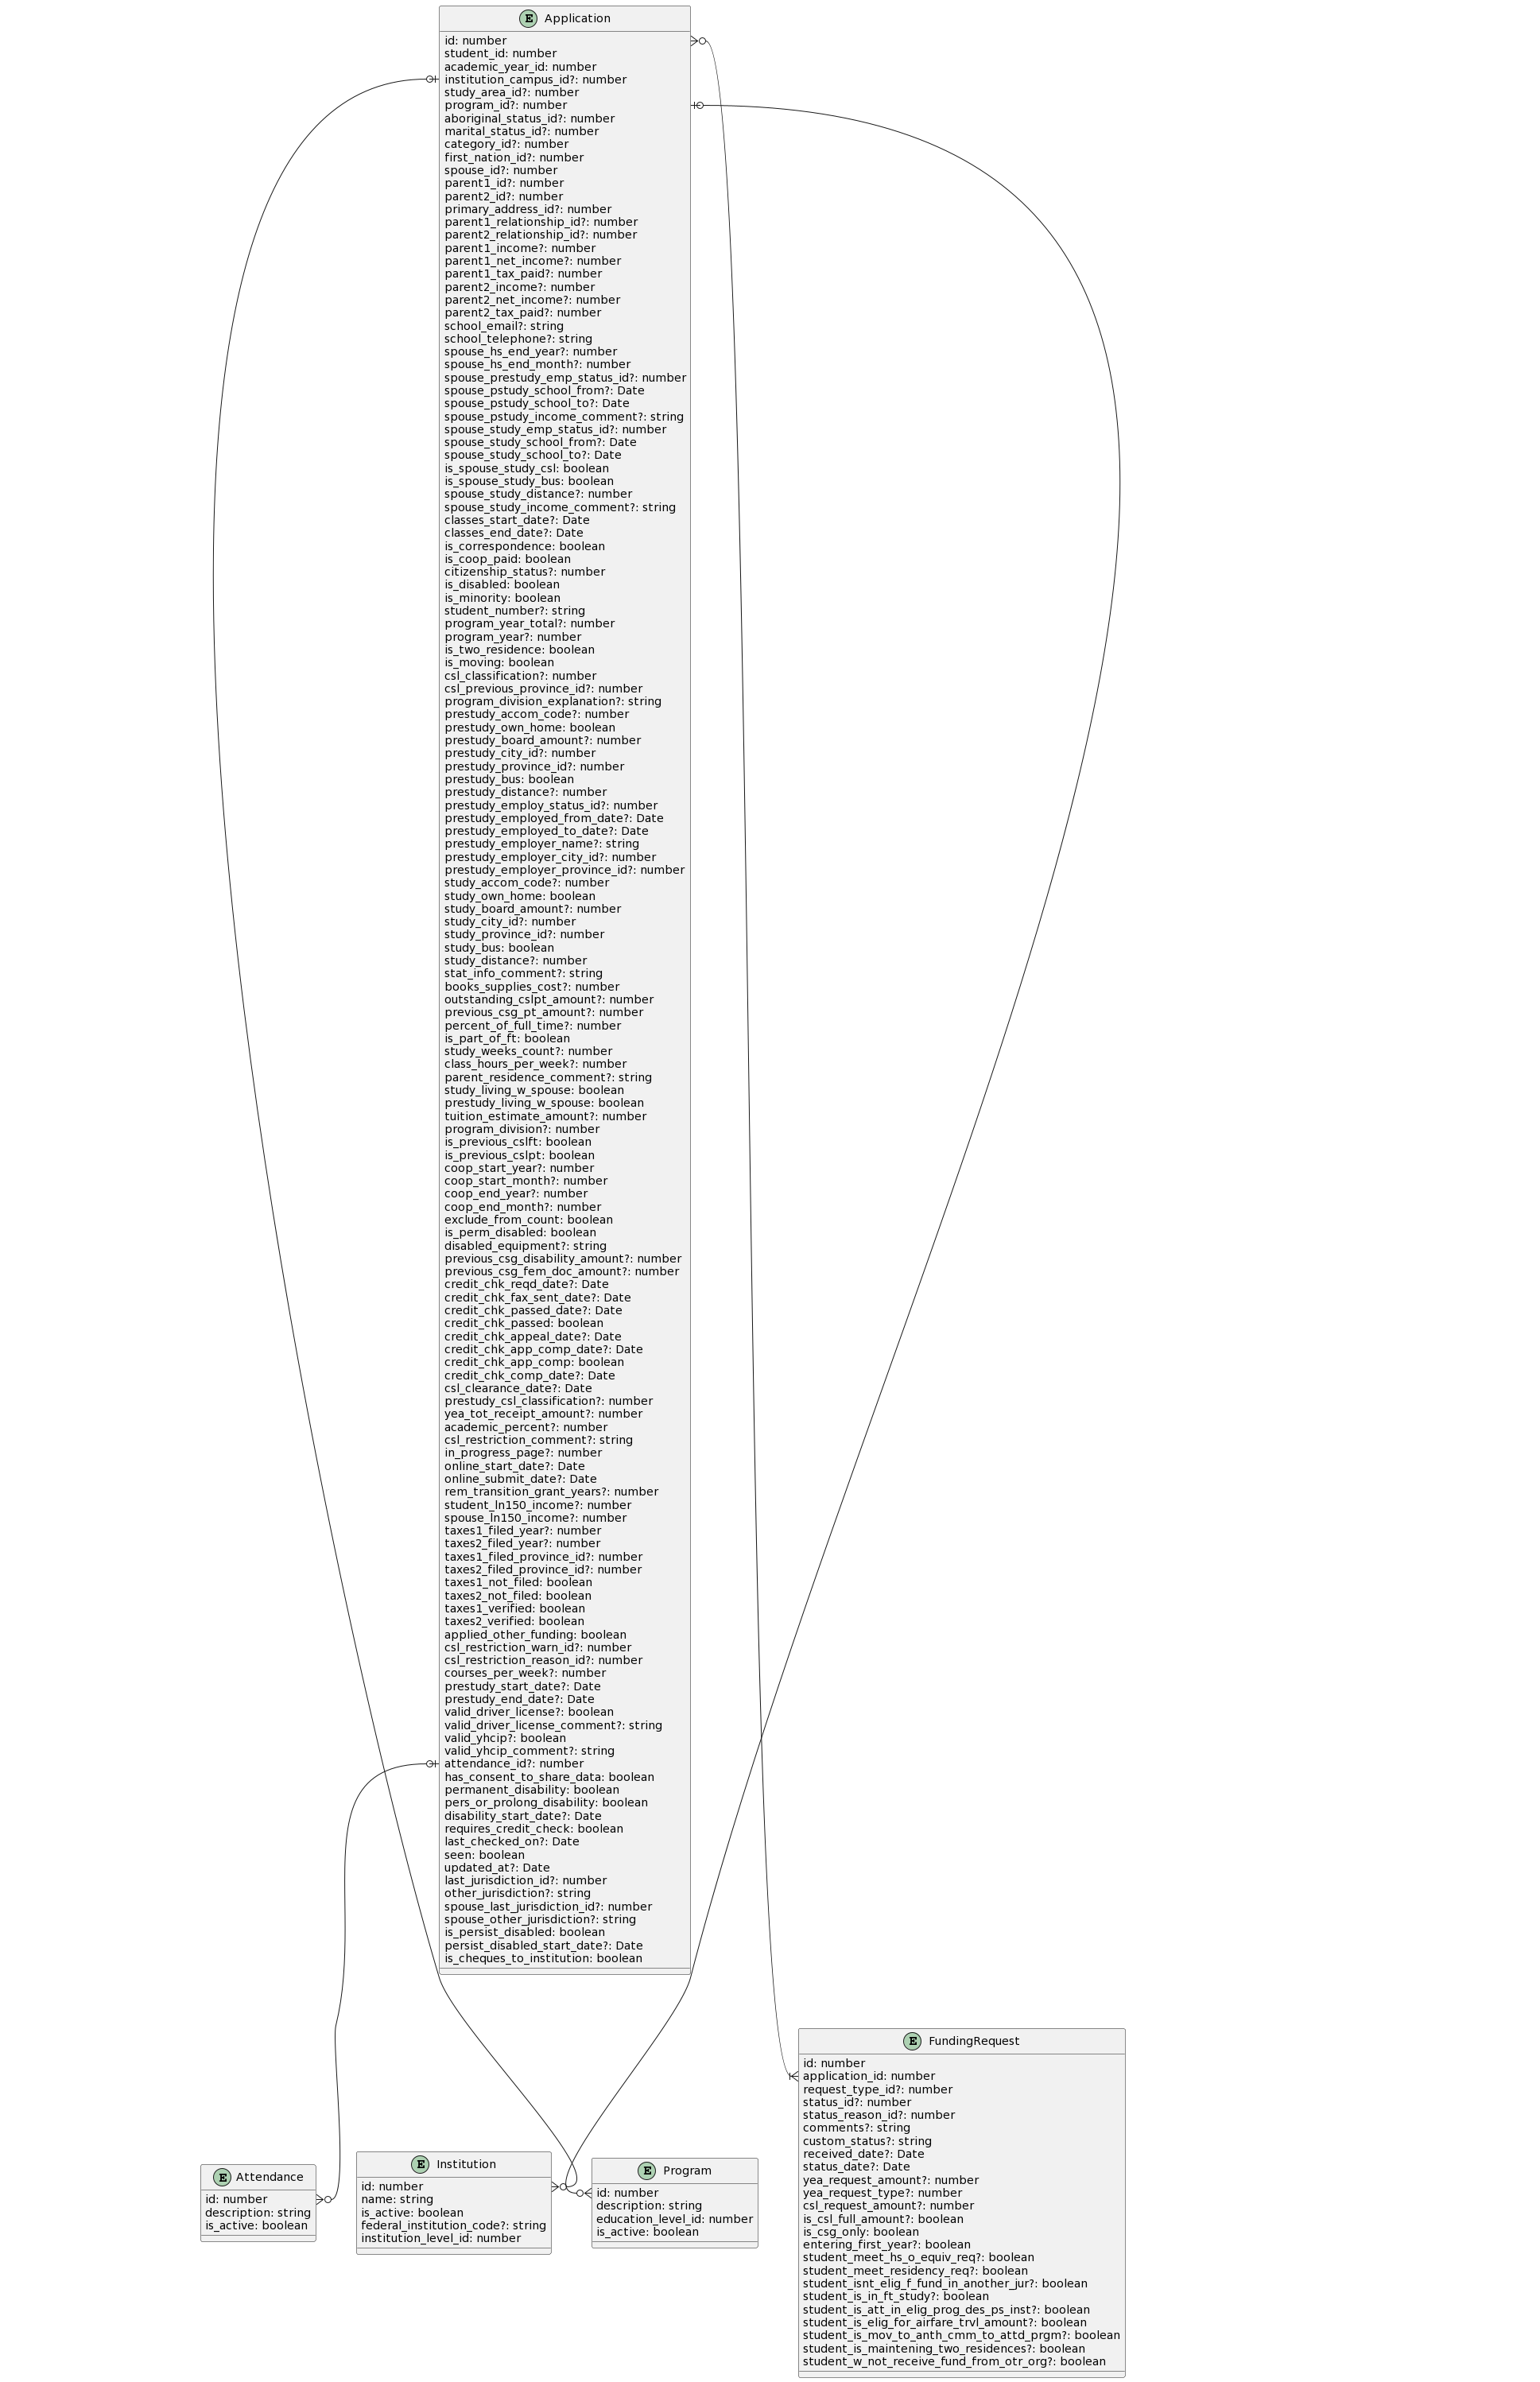 E Application
id: number
student_id: number
academic_year_id: number
institution_campus_id?: number
study_area_id?: number
program_id?: number
aboriginal_status_id?: number
marital_status_id?: number
category_id?: number
first_nation_id?: number
spouse_id?: number
parent1_id?: number
parent2_id?: number
primary_address_id?: number
parent1_relationship_id?: number
parent2_relationship_id?: number
parent1_income?: number
parent1_net_income?: number
parent1_tax_paid?: number
parent2_income?: number
parent2_net_income?: number
parent2_tax_paid?: number
school_email?: string
school_telephone?: string
spouse_hs_end_year?: number
spouse_hs_end_month?: number
spouse_prestudy_emp_status_id?: number
spouse_pstudy_school_from?: Date
spouse_pstudy_school_to?: Date
spouse_pstudy_income_comment?: string
spouse_study_emp_status_id?: number
spouse_study_school_from?: Date
spouse_study_school_to?: Date
is_spouse_study_csl: boolean
is_spouse_study_bus: boolean
spouse_study_distance?: number
spouse_study_income_comment?: string
classes_start_date?: Date
classes_end_date?: Date
is_correspondence: boolean
is_coop_paid: boolean
citizenship_status?: number
is_disabled: boolean
is_minority: boolean
student_number?: string
program_year_total?: number
program_year?: number
is_two_residence: boolean
is_moving: boolean
csl_classification?: number
csl_previous_province_id?: number
program_division_explanation?: string
prestudy_accom_code?: number
prestudy_own_home: boolean
prestudy_board_amount?: number
prestudy_city_id?: number
prestudy_province_id?: number
prestudy_bus: boolean
prestudy_distance?: number
prestudy_employ_status_id?: number
prestudy_employed_from_date?: Date
prestudy_employed_to_date?: Date
prestudy_employer_name?: string
prestudy_employer_city_id?: number
prestudy_employer_province_id?: number
study_accom_code?: number
study_own_home: boolean
study_board_amount?: number
study_city_id?: number
study_province_id?: number
study_bus: boolean
study_distance?: number
stat_info_comment?: string
books_supplies_cost?: number
outstanding_cslpt_amount?: number
previous_csg_pt_amount?: number
percent_of_full_time?: number
is_part_of_ft: boolean
study_weeks_count?: number
class_hours_per_week?: number
parent_residence_comment?: string
study_living_w_spouse: boolean
prestudy_living_w_spouse: boolean
tuition_estimate_amount?: number
program_division?: number
is_previous_cslft: boolean
is_previous_cslpt: boolean
coop_start_year?: number
coop_start_month?: number
coop_end_year?: number
coop_end_month?: number
exclude_from_count: boolean
is_perm_disabled: boolean
disabled_equipment?: string
previous_csg_disability_amount?: number
previous_csg_fem_doc_amount?: number
credit_chk_reqd_date?: Date
credit_chk_fax_sent_date?: Date
credit_chk_passed_date?: Date
credit_chk_passed: boolean
credit_chk_appeal_date?: Date
credit_chk_app_comp_date?: Date
credit_chk_app_comp: boolean
credit_chk_comp_date?: Date
csl_clearance_date?: Date
prestudy_csl_classification?: number
yea_tot_receipt_amount?: number
academic_percent?: number
csl_restriction_comment?: string
in_progress_page?: number
online_start_date?: Date
online_submit_date?: Date
rem_transition_grant_years?: number
student_ln150_income?: number
spouse_ln150_income?: number
taxes1_filed_year?: number
taxes2_filed_year?: number
taxes1_filed_province_id?: number
taxes2_filed_province_id?: number
taxes1_not_filed: boolean
taxes2_not_filed: boolean
taxes1_verified: boolean
taxes2_verified: boolean
applied_other_funding: boolean
csl_restriction_warn_id?: number
csl_restriction_reason_id?: number
courses_per_week?: number
prestudy_start_date?: Date
prestudy_end_date?: Date
valid_driver_license?: boolean
valid_driver_license_comment?: string
valid_yhcip?: boolean
valid_yhcip_comment?: string
attendance_id?: number
has_consent_to_share_data: boolean
permanent_disability: boolean
pers_or_prolong_disability: boolean
disability_start_date?: Date
requires_credit_check: boolean
last_checked_on?: Date
seen: boolean
updated_at?: Date
last_jurisdiction_id?: number
other_jurisdiction?: string
spouse_last_jurisdiction_id?: number
spouse_other_jurisdiction?: string
is_persist_disabled: boolean
persist_disabled_start_date?: Date
is_cheques_to_institution: boolean
E Attendance
id: number
description: string
is_active: boolean
E Institution
id: number
name: string
is_active: boolean
federal_institution_code?: string
institution_level_id: number
E Program
id: number
description: string
education_level_id: number
is_active: boolean
E FundingRequest
id: number
application_id: number
request_type_id?: number
status_id?: number
status_reason_id?: number
comments?: string
custom_status?: string
received_date?: Date
status_date?: Date
yea_request_amount?: number
yea_request_type?: number
csl_request_amount?: number
is_csl_full_amount?: boolean
is_csg_only: boolean
entering_first_year?: boolean
student_meet_hs_o_equiv_req?: boolean
student_meet_residency_req?: boolean
student_isnt_elig_f_fund_in_another_jur?: boolean
student_is_in_ft_study?: boolean
student_is_att_in_elig_prog_des_ps_inst?: boolean
student_is_elig_for_airfare_trvl_amount?: boolean
student_is_mov_to_anth_cmm_to_attd_prgm?: boolean
student_is_maintening_two_residences?: boolean
student_w_not_receive_fund_from_otr_org?: boolean